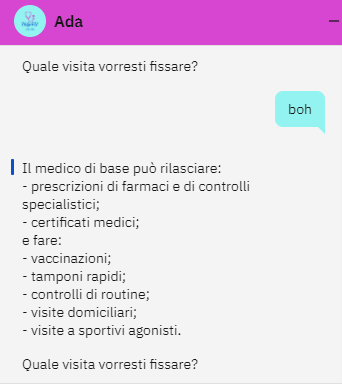 Ada
Quale visita vorresti fissare?
boh
Il medico di base può rilasciare:
- prescrizioni di farmaci e di controlli
specialistici;
- certificati medici;
e fare:
- vaccinazioni;
- tamponi rapidi;
- controlli di routine;
- visite domiciliari;
- visite a sportivi agonisti.
Quale visita vorresti fissare?